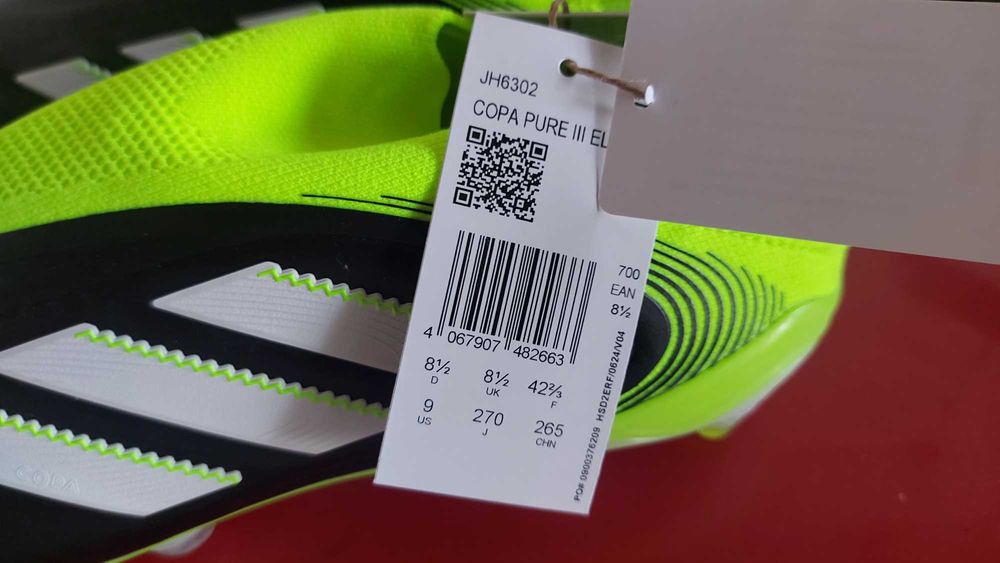 JH6302
COPA PURE III EL
700
EAN
8½
4 067907 482663
8½ 8½ 42⅔
D UK F
9 270 265
US J CHN
PO# 0900376209 HSD2ERF/0624/V04
COPA